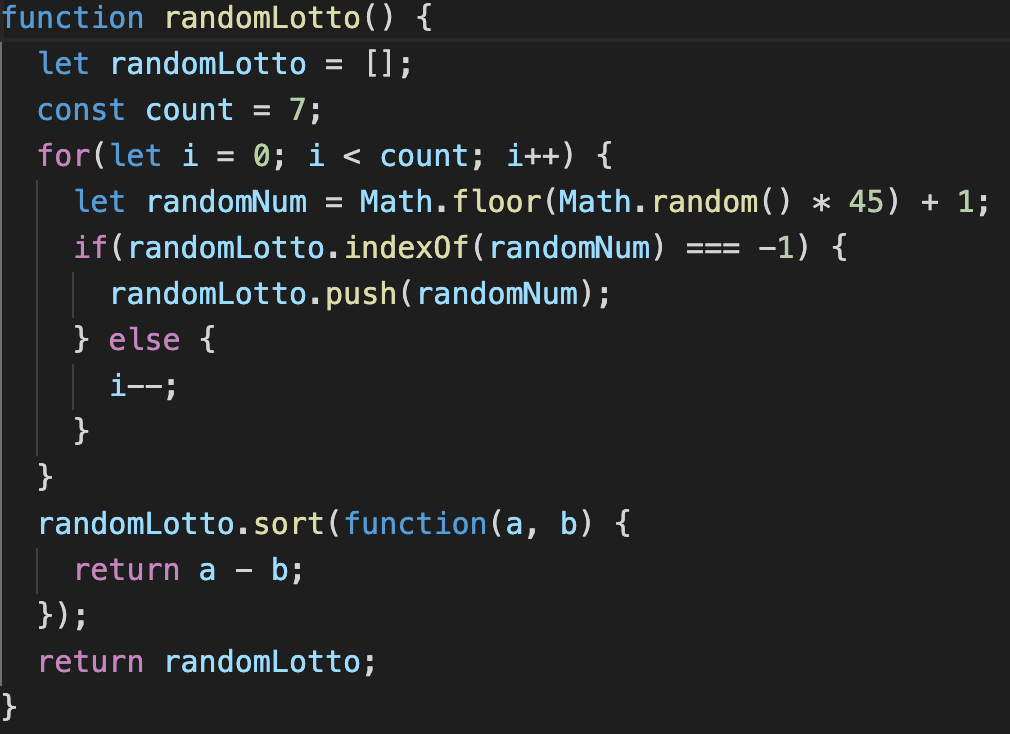 function randomLotto() {
  let randomLotto = [];
  const count = 7;
  for(let i = 0; i < count; i++) {
    let randomNum = Math.floor(Math.random() * 45) + 1;
    if(randomLotto.indexOf(randomNum) === -1) {
      randomLotto.push(randomNum);
    } else {
      i--;
    }
  }
  randomLotto.sort(function(a, b) {
    return a - b;
  });
  return randomLotto;
}